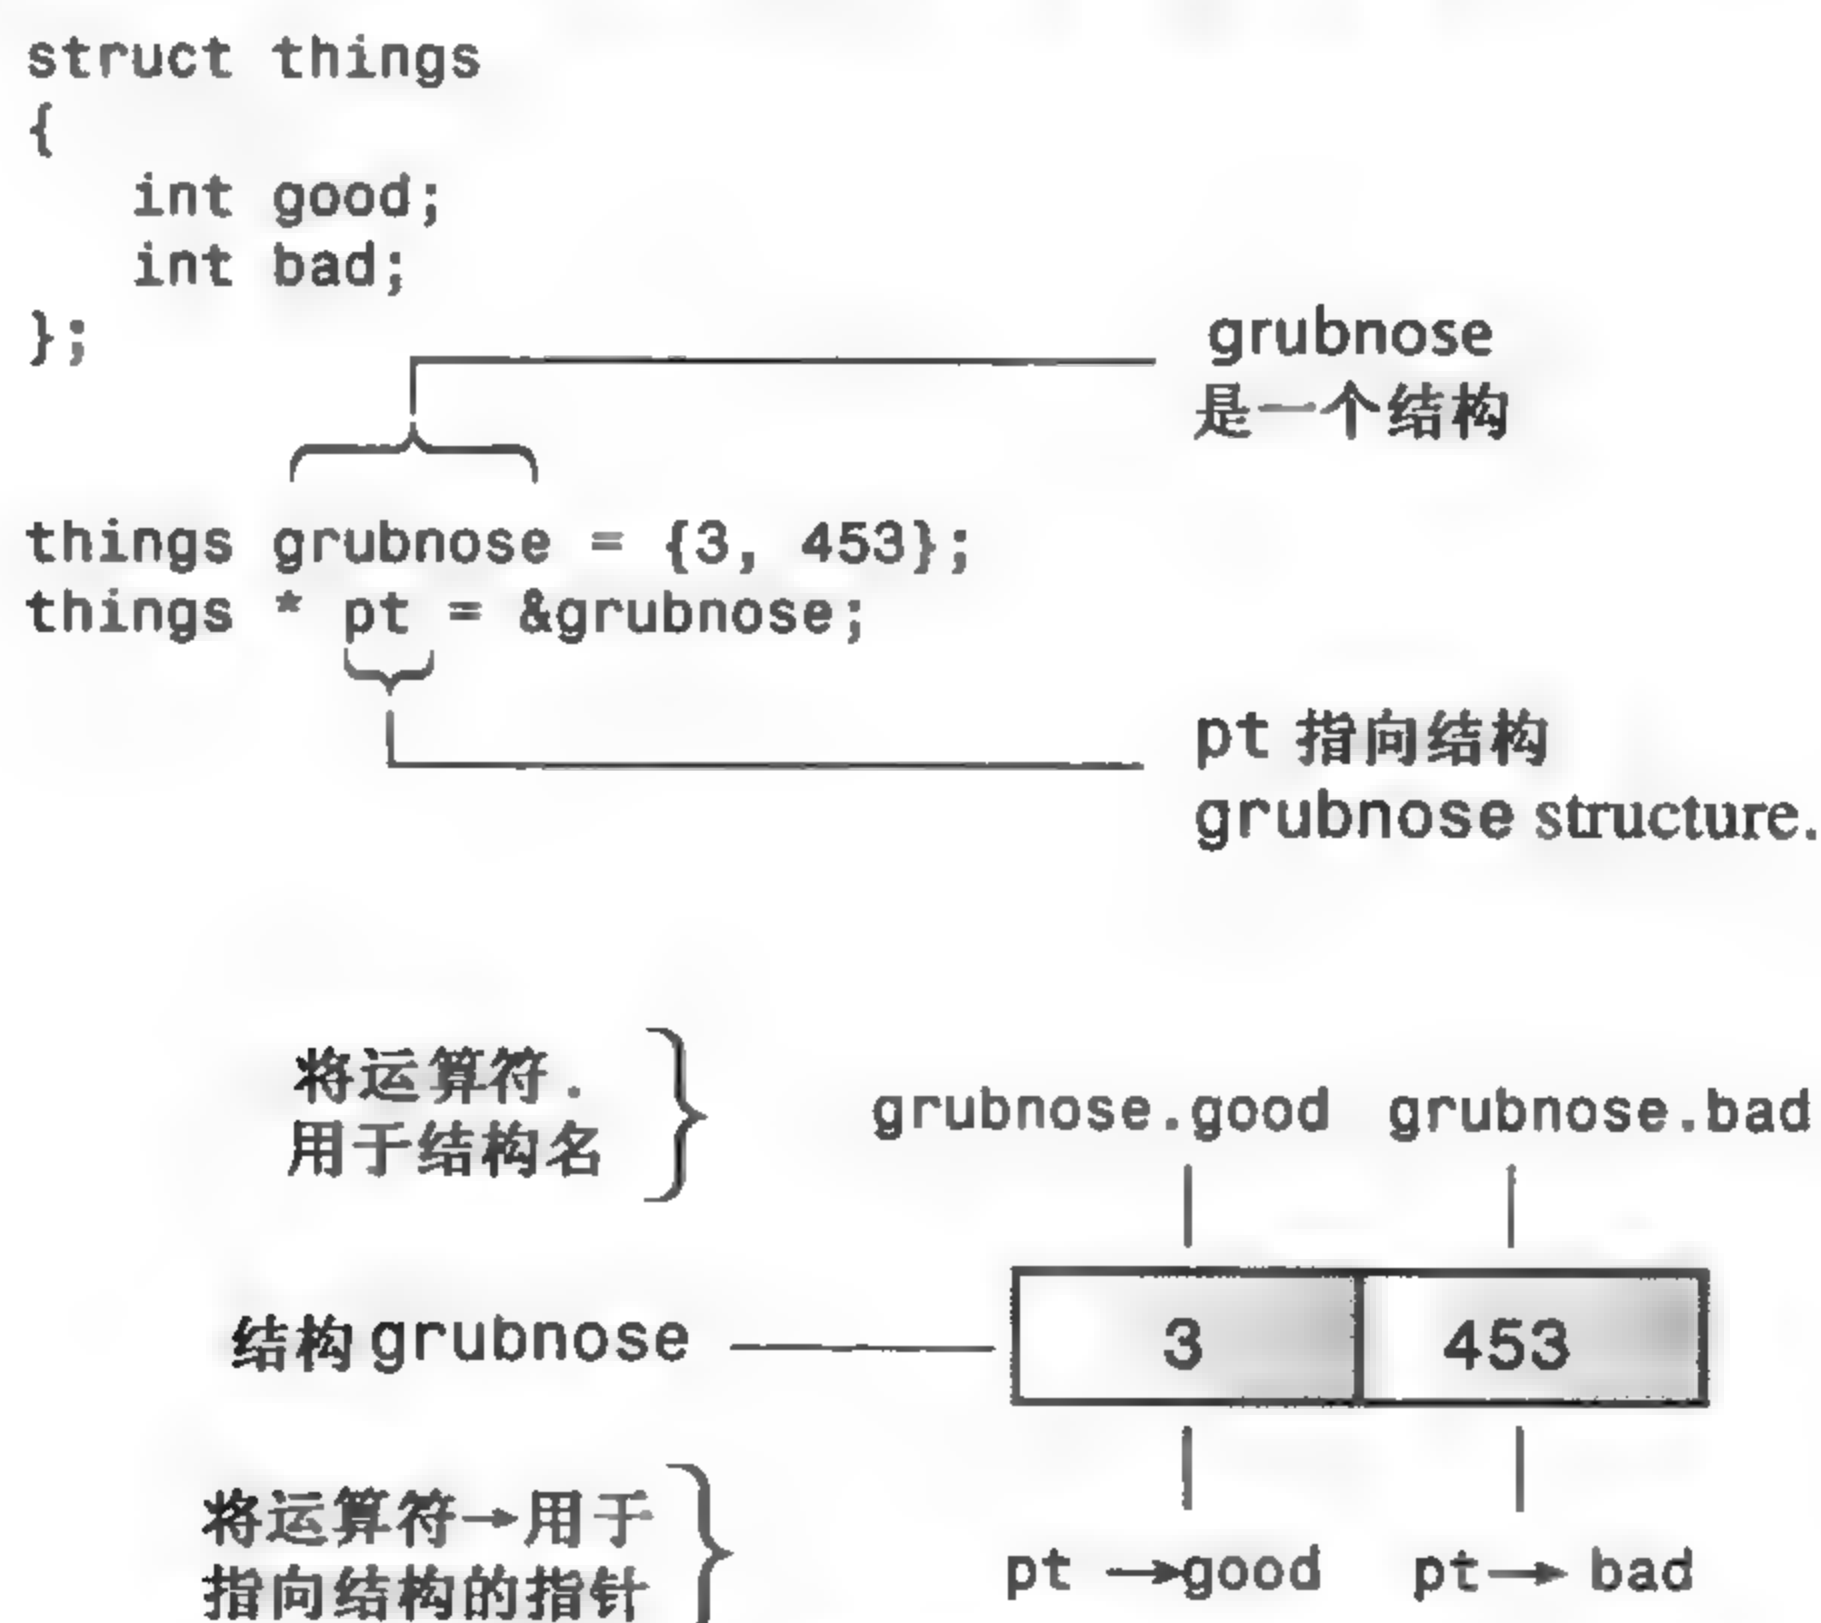 struct things
{
int good;
int bad;
};
grubnose
是一个结构
things grubnose = {3, 453};
things * pt = &grubnose;
pt 指向结构
grubnose structure.
将运算符.
用于结构名
grubnose.good grubnose.bad
结构 grubnose
3 453
将运算符→用于
指向结构的指针
pt →good pt→ bad